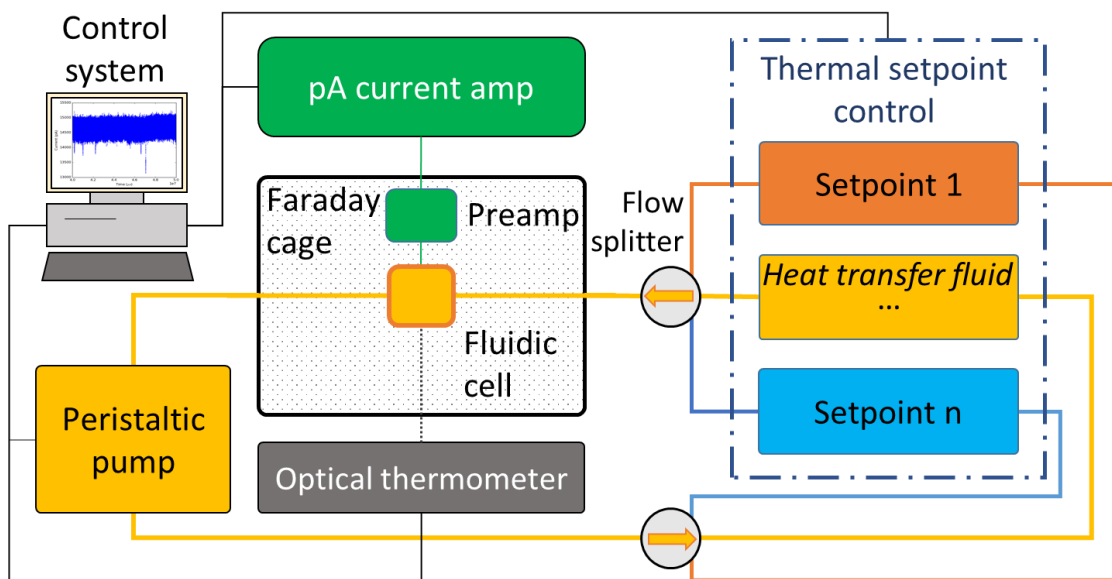 Control
system
pA current amp
Thermal setpoint
control
Setpoint 1
Faraday
cage
Preamp
Flow
splitter
Heat transfer fluid
...
Fluidic
cell
Setpoint n
Peristaltic
pump
Optical thermometer